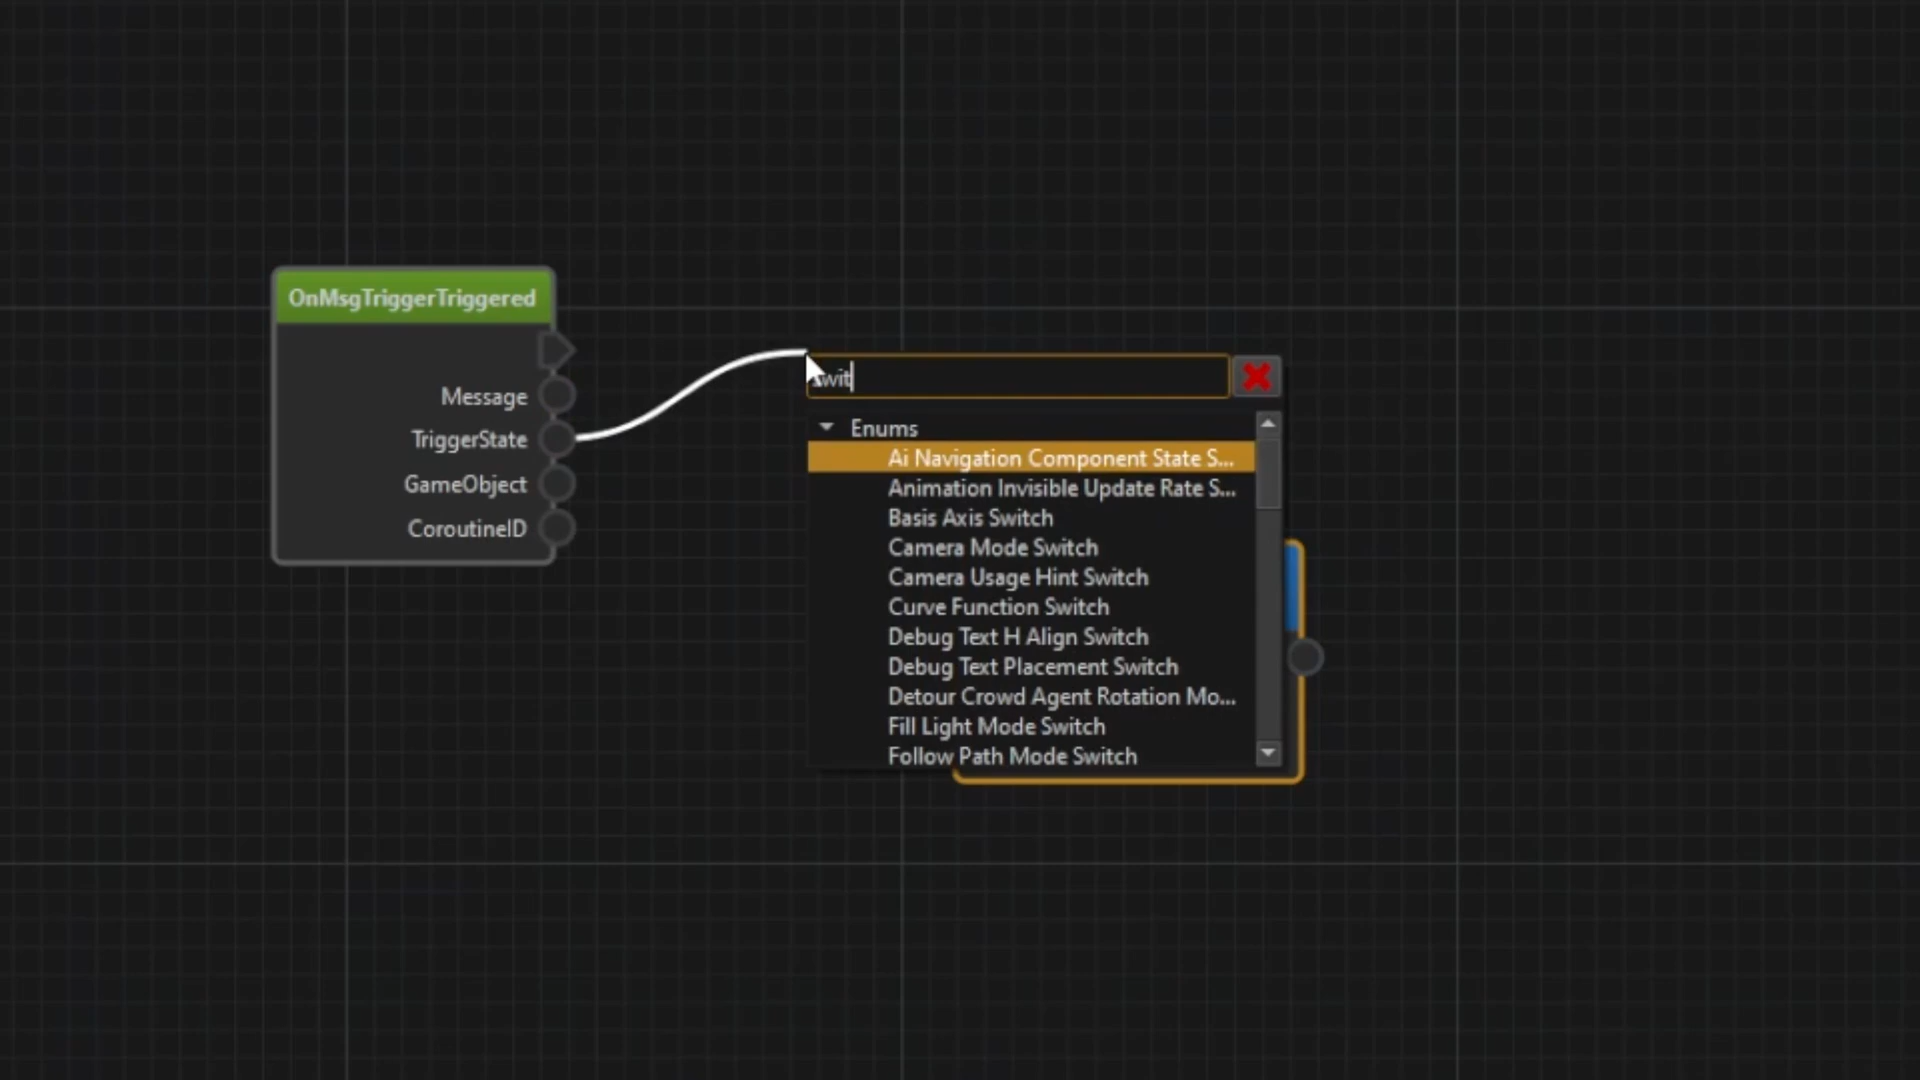 OnMsgTriggerTriggered
Message
TriggerState
GameObject
CoroutineID
wit
Enums
Ai Navigation Component State S...
Animation Invisible Update Rate S...
Basis Axis Switch
Camera Mode Switch
Camera Usage Hint Switch
Curve Function Switch
Debug Text H Align Switch
Debug Text Placement Switch
Detour Crowd Agent Rotation Mo...
Fill Light Mode Switch
Follow Path Mode Switch